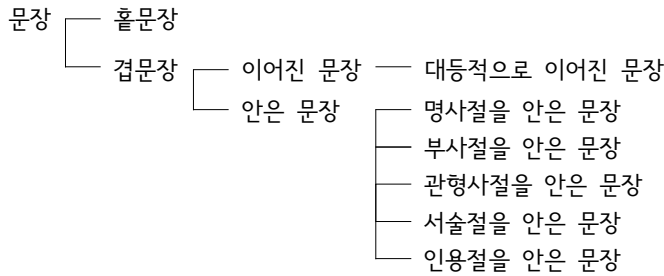 문장 홑문장
겹문장 이어진 문장 대등적으로 이어진 문장
안은 문장 명사절을 안은 문장
부사절을 안은 문장
관형사절을 안은 문장
서술절을 안은 문장
인용절을 안은 문장